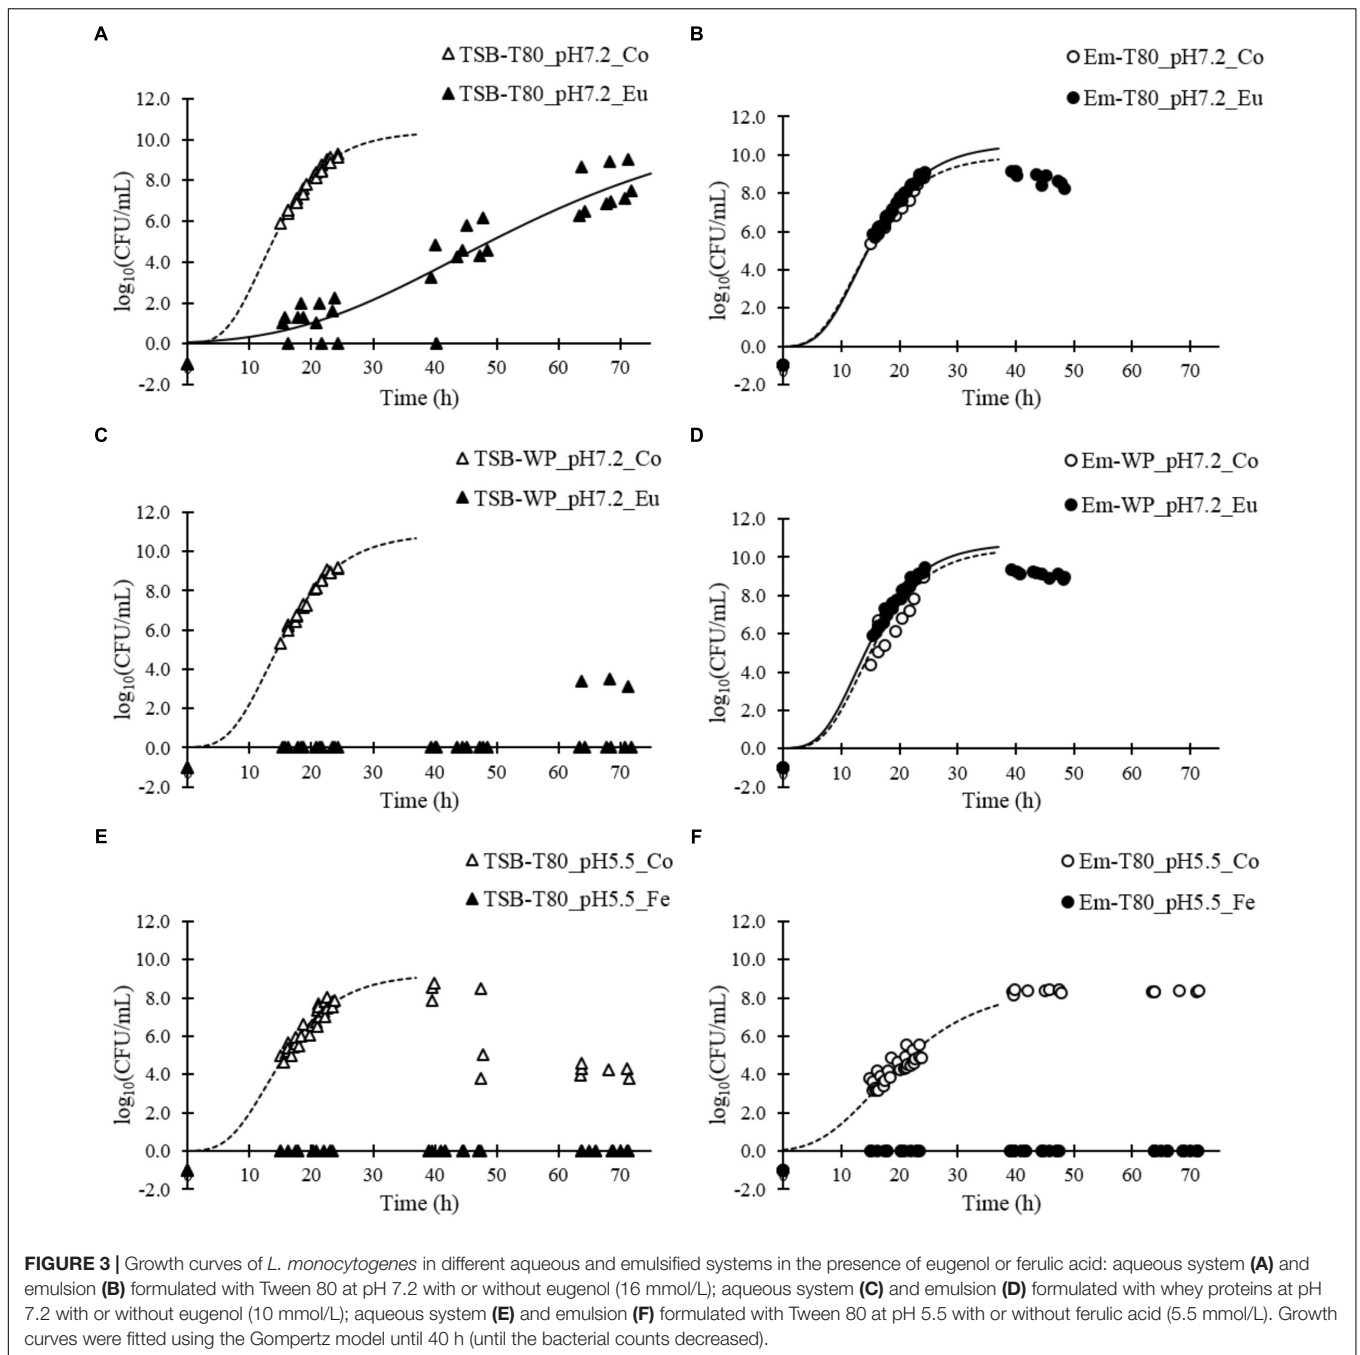 A
△ TSB-T80_pH7.2_Co
▲ TSB-T80_pH7.2_Eu
12.0
10.0
8.0
6.0
4.0
2.0
0.0
-2.0
log10(CFU/mL)
10 20 30 40 50 60 70
Time (h)
B
○ Em-T80_pH7.2_Co
● Em-T80_pH7.2_Eu
12.0
10.0
8.0
6.0
4.0
2.0
0.0
-2.0
log10(CFU/mL)
10 20 30 40 50 60 70
Time (h)
C
△ TSB-WP_pH7.2_Co
▲ TSB-WP_pH7.2_Eu
12.0
10.0
8.0
6.0
4.0
2.0
0.0
-2.0
log10(CFU/mL)
10 20 30 40 50 60 70
Time (h)
D
○ Em-WP_pH7.2_Co
● Em-WP_pH7.2_Eu
12.0
10.0
8.0
6.0
4.0
2.0
0.0
-2.0
log10(CFU/mL)
10 20 30 40 50 60 70
Time (h)
E
△ TSB-T80_pH5.5_Co
▲ TSB-T80_pH5.5_Fe
12.0
10.0
8.0
6.0
4.0
2.0
0.0
-2.0
log10(CFU/mL)
10 20 30 40 50 60 70
Time (h)
F
○ Em-T80_pH5.5_Co
● Em-T80_pH5.5_Fe
12.0
10.0
8.0
6.0
4.0
2.0
0.0
-2.0
log10(CFU/mL)
10 20 30 40 50 60 70
Time (h)
FIGURE 3 | Growth curves of L. monocytogenes in different aqueous and emulsified systems in the presence of eugenol or ferulic acid: aqueous system (A) and
emulsion (B) formulated with Tween 80 at pH 7.2 with or without eugenol (16 mmol/L); aqueous system (C) and emulsion (D) formulated with whey proteins at pH
7.2 with or without eugenol (10 mmol/L); aqueous system (E) and emulsion (F) formulated with Tween 80 at pH 5.5 with or without ferulic acid (5.5 mmol/L). Growth
curves were fitted using the Gompertz model until 40 h (until the bacterial counts decreased).